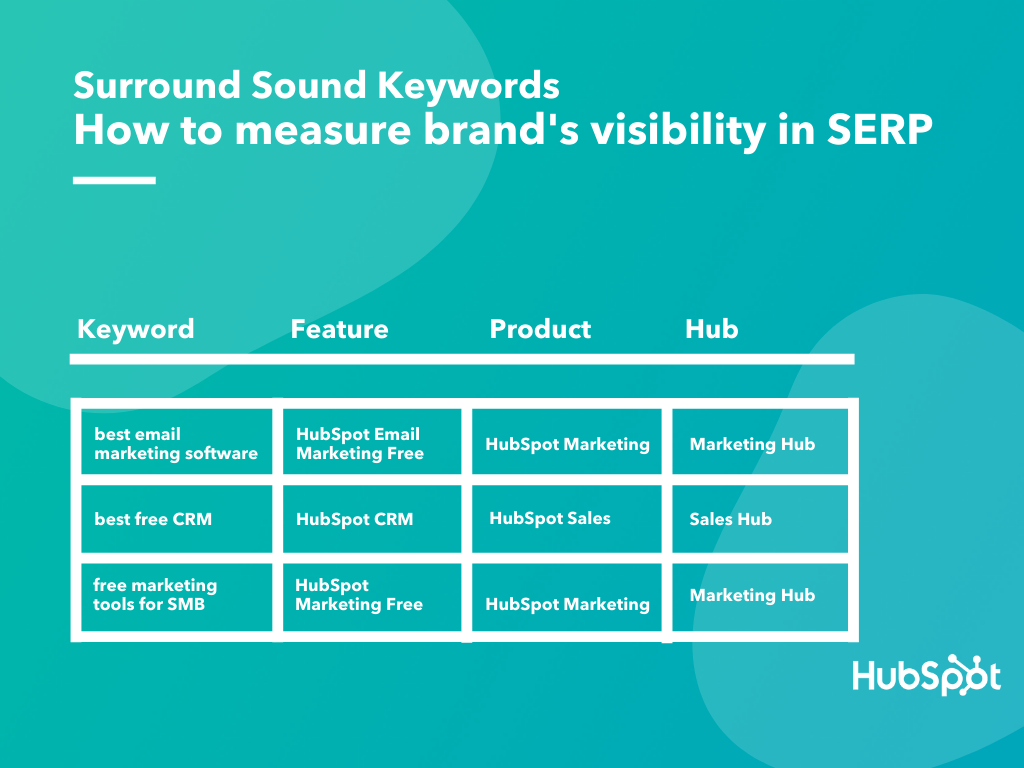 Surround Sound Keywords
How to measure brand's visibility in SERP
Keyword Feature Product Hub
best email
marketing software
HubSpot Email
Marketing Free
HubSpot Marketing
Marketing Hub
best free CRM
HubSpot CRM
HubSpot Sales
Sales Hub
free marketing
tools for SMB
HubSpot
Marketing Free
HubSpot Marketing
Marketing Hub
HubSpot